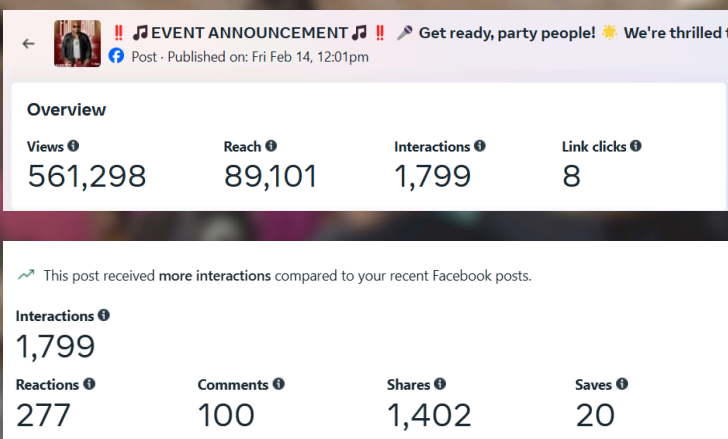 ‼️ 🎵EVENT ANNOUNCEMENT🎵 ‼️ 🎤 Get ready, party people! 🌟 We're thrilled
Post · Published on: Fri Feb 14, 12:01pm
Overview
Views Reach Interactions Link clicks
561,298 89,101 1,799 8
This post received more interactions compared to your recent Facebook posts.
Interactions
1,799
Reactions Comments Shares Saves
277 100 1,402 20